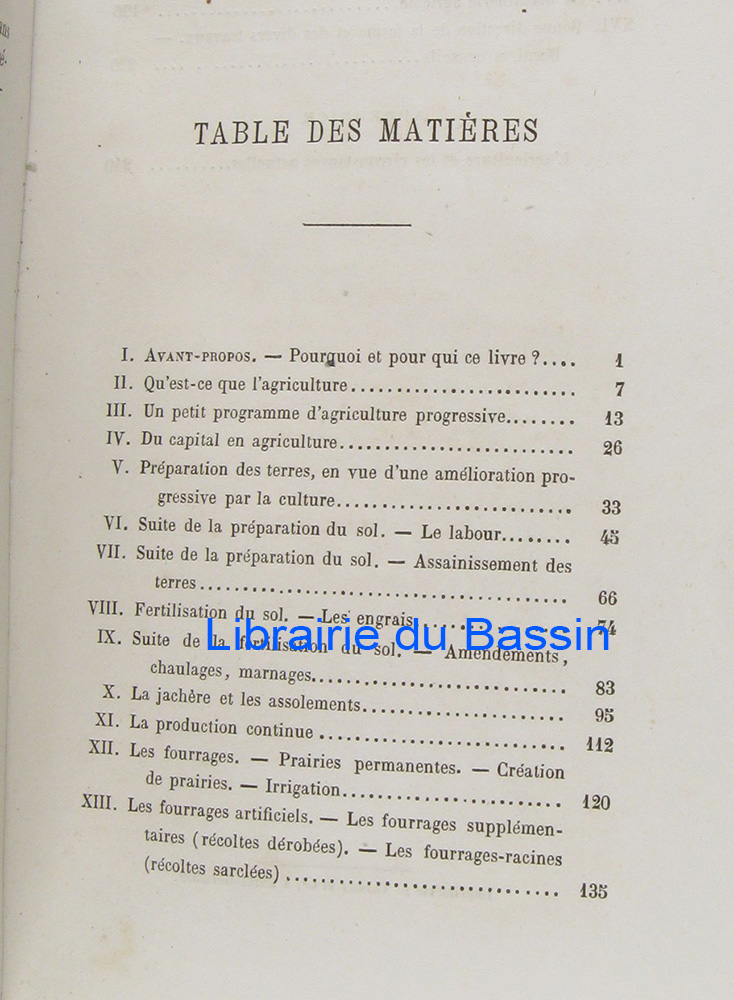 TABLE DES MATIÈRES
I. AVANT-PROPOS. — Pourquoi et pour qui ce livre ?.... 1
II. Qu'est-ce que l'agriculture......................... 7
III. Un petit programme d'agriculture progressive........ 13
IV. Du capital en agriculture.......................... 26
V. Préparation des terres, en vue d'une amélioration pro-
gressive par la culture.......................... 33
VI. Suite de la préparation du sol. — Le labour........ 45
VII. Suite de la préparation du sol. — Assainissement des
terres.......................................... 66
VIII. Fertilisation du sol. — Les engrais................ 74
Librairie du Bassin
IX. Suite de la fertilisation du sol. — Amendements,
chaulages, marnages............................ 83
X. La jachère et les assolements...................... 95
XI. La production continue .......................... 112
XII. Les fourrages. — Prairies permanentes. — Création
de prairies. — Irrigation........................ 120
XIII. Les fourrages artificiels. — Les fourrages supplémen-
taires (récoltes dérobées). — Les fourrages-racines
(récoltes sarclées) .............................. 135